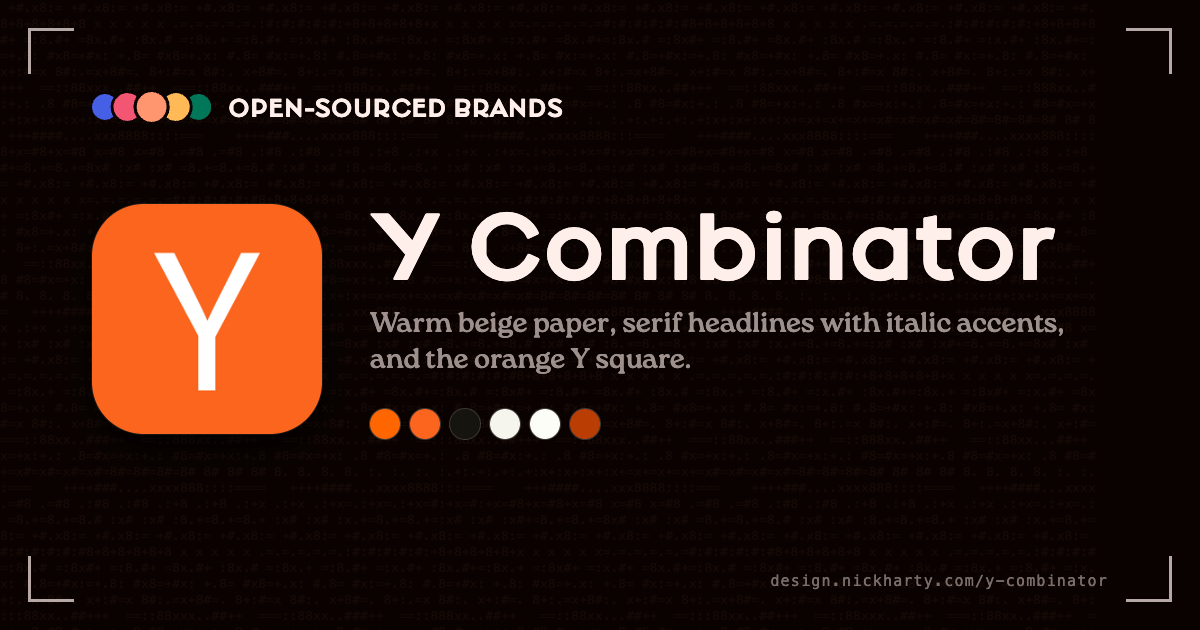 OPEN-SOURCED BRANDS
Y
Y Combinator
Warm beige paper, serif headlines with italic accents,
and the orange Y square.
design.nickharty.com/y-combinator